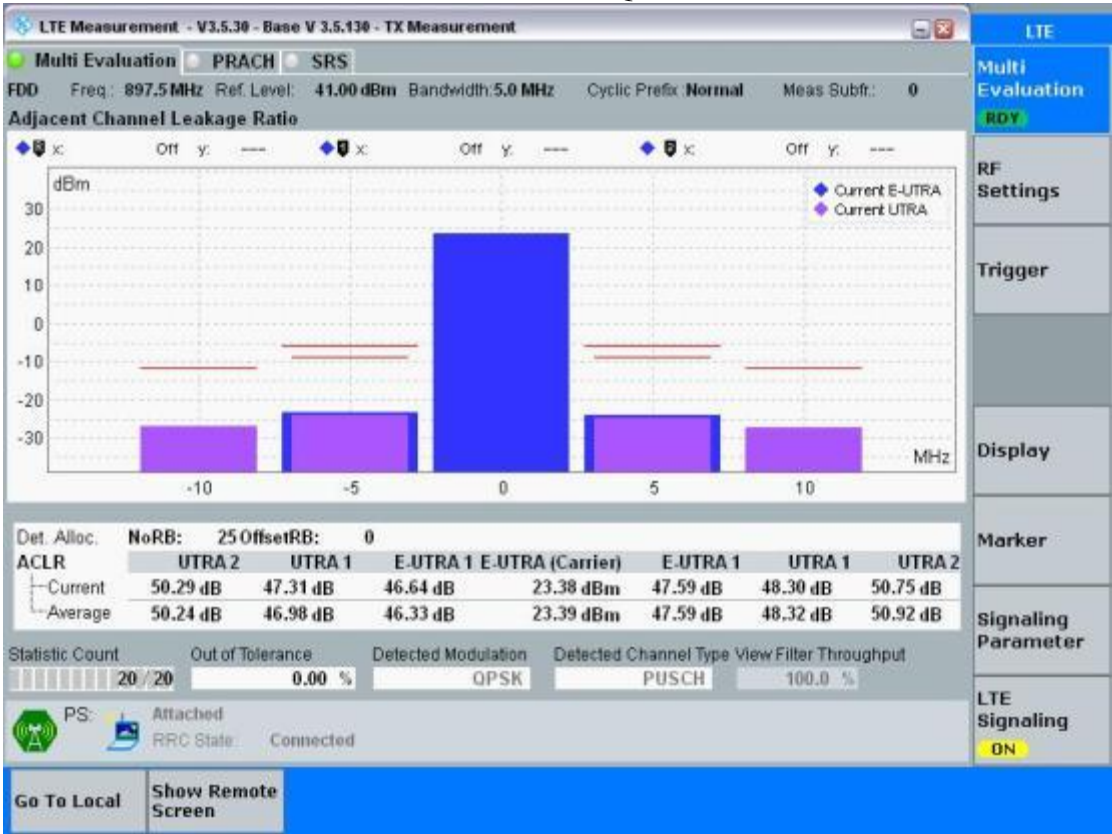 LTE Measurement - V3.5.30 - Base V 3.5.130 - TX Measurement
Multi Evaluation PRACH SRS
FDD Freq.: 897.5 MHz Ref. Level: 41.00 dBm Bandwidth: 5.0 MHz Cyclic Prefix: Normal Meas Subfr.: 0
Adjacent Channel Leakage Ratio
x: Off y: --- x: Off y: --- x: Off y: ---
dBm
Current E-UTRA
Current UTRA
30
20
10
0
-10
-20
-30
MHz
-10 -5 0 5 10
Det. Alloc. NoRB: 25 OffsetRB: 0
ACLR UTRA 2 UTRA 1 E-UTRA 1 E-UTRA (Carrier) E-UTRA 1 UTRA 1 UTRA 2
Current 50.29 dB 47.31 dB 46.64 dB 23.38 dBm 47.59 dB 48.30 dB 50.75 dB
Average 50.24 dB 46.98 dB 46.33 dB 23.39 dBm 47.59 dB 48.32 dB 50.92 dB
Statistic Count Out of Tolerance Detected Modulation Detected Channel Type View Filter Throughput
20 / 20 0.00 % QPSK PUSCH 100.0 %
PS: Attached
RRC State: Connected
Go To Local
Show Remote
Screen
LTE
Multi
Evaluation
RDY
RF
Settings
Trigger
Display
Marker
Signaling
Parameter
LTE
Signaling
ON